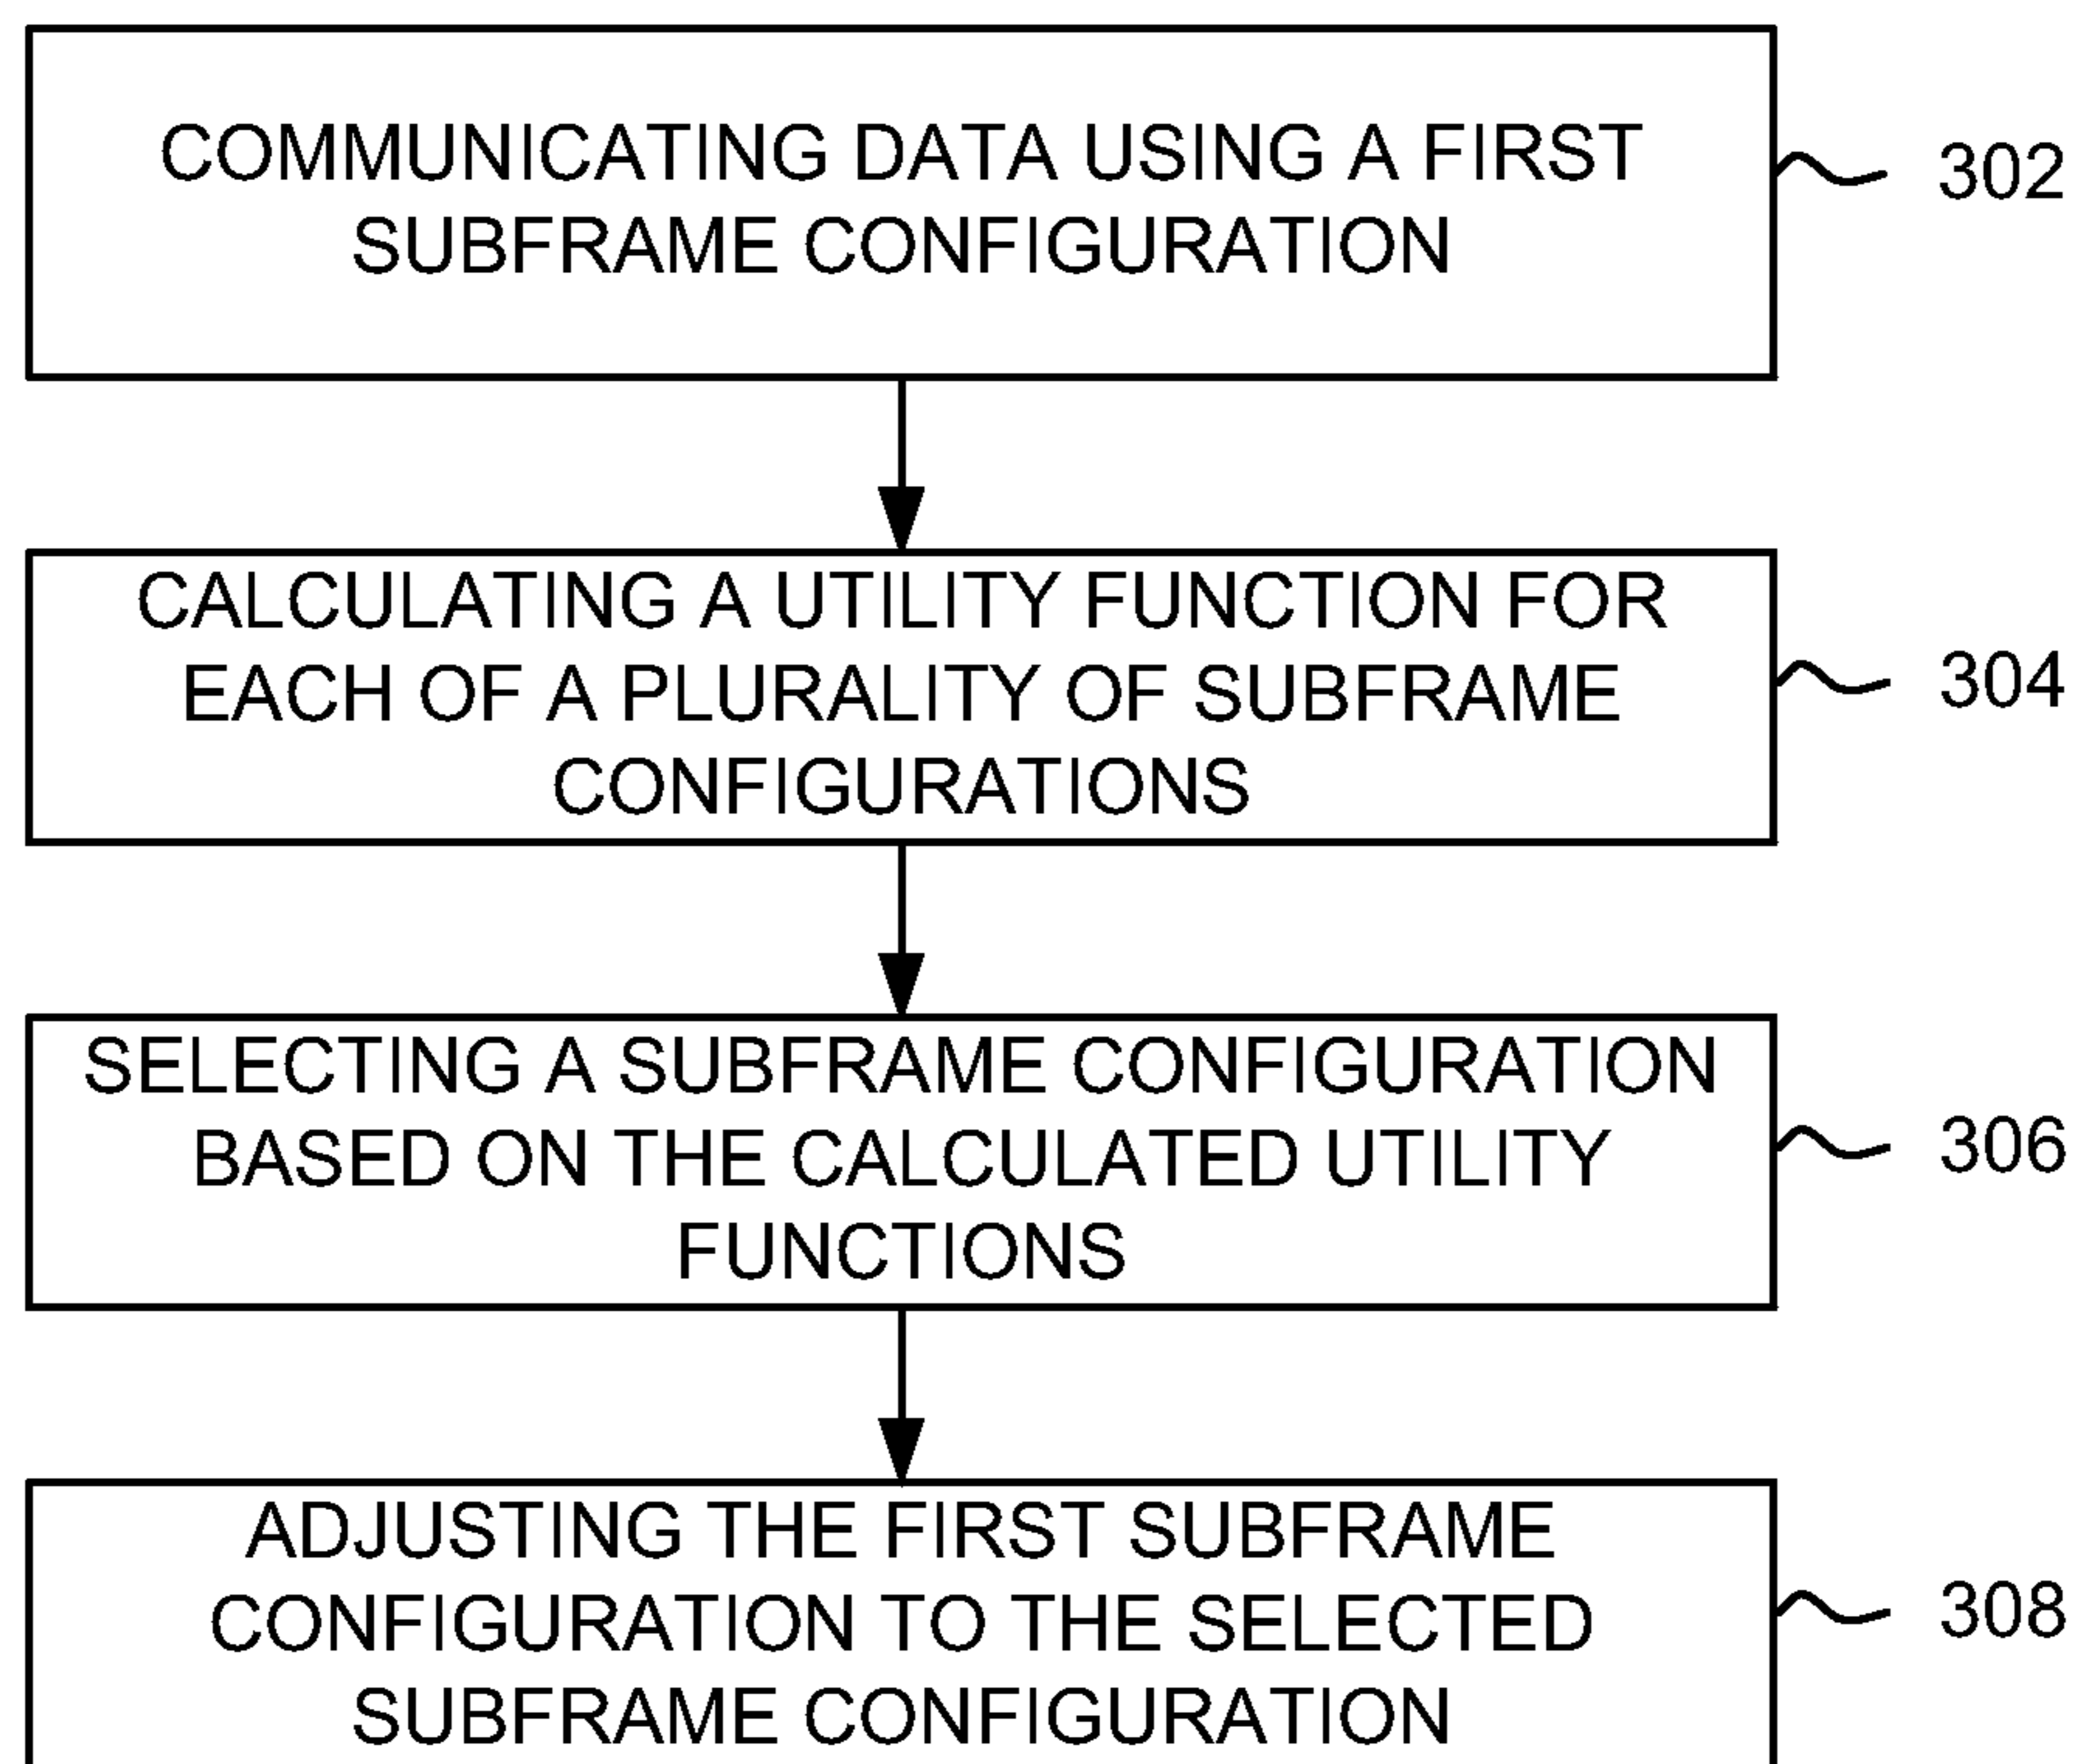 COMMUNICATING DATA USING A FIRST
SUBFRAME CONFIGURATION
302
CALCULATING A UTILITY FUNCTION FOR
EACH OF A PLURALITY OF SUBFRAME
CONFIGURATIONS
304
SELECTING A SUBFRAME CONFIGURATION
BASED ON THE CALCULATED UTILITY
FUNCTIONS
306
ADJUSTING THE FIRST SUBFRAME
CONFIGURATION TO THE SELECTED
SUBFRAME CONFIGURATION
308